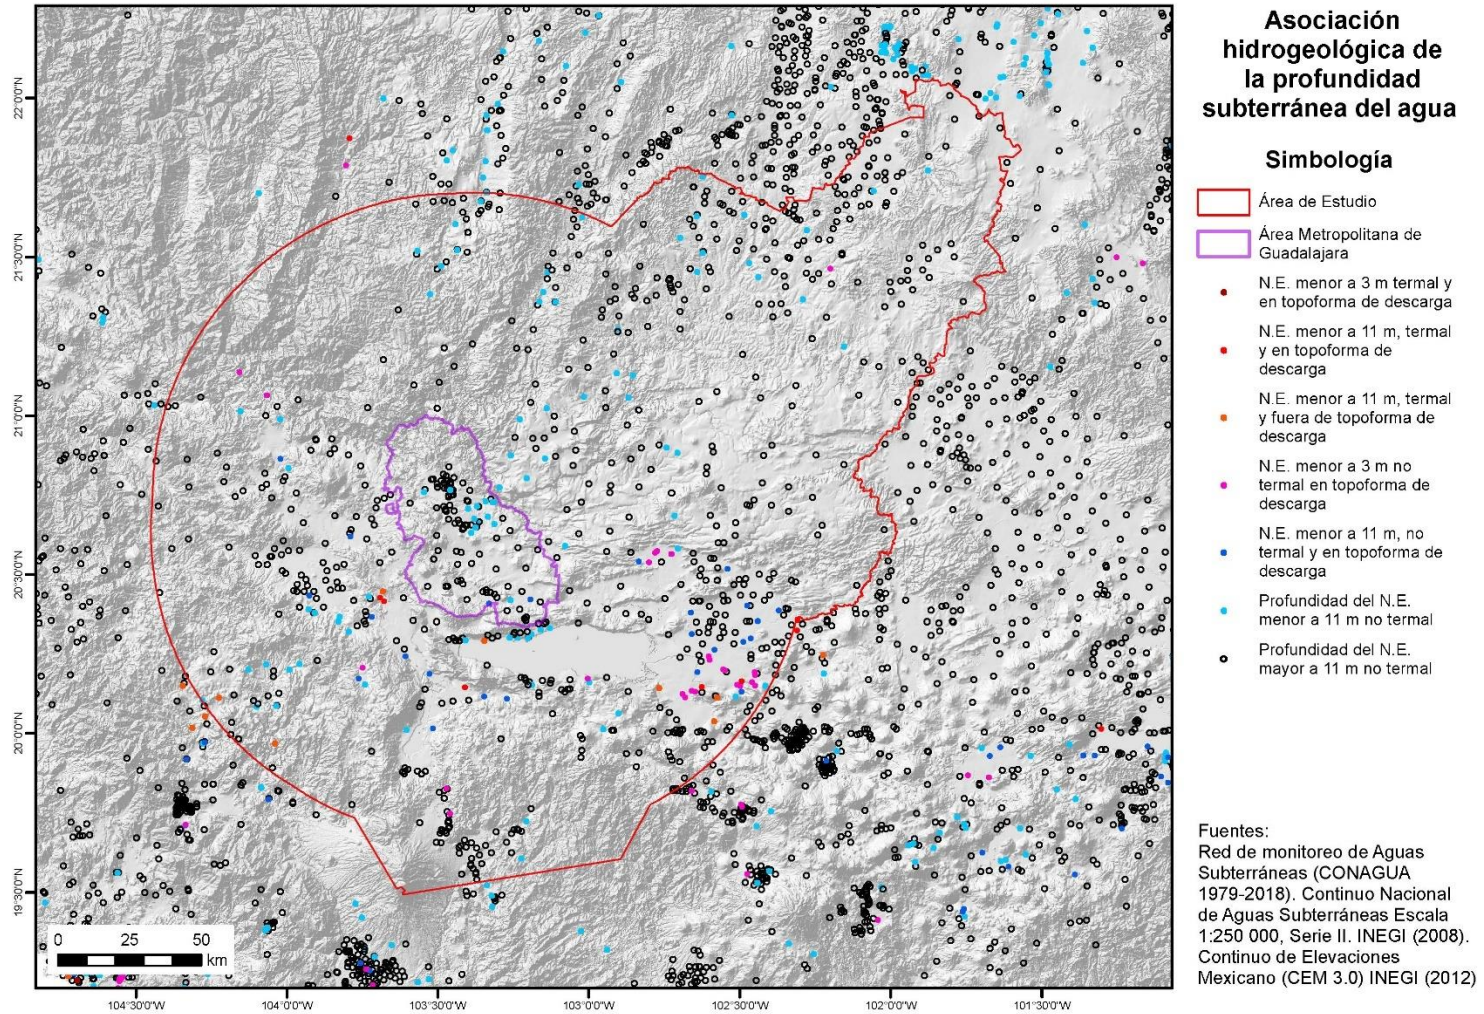 Asociación
hidrogeológica de
la profundidad
subterránea del agua
Simbología
Área de Estudio
Área Metropolitana de
Guadalajara
N.E. menor a 3 m termal y
en topoforma de descarga
N.E. menor a 11 m, termal
y en topoforma de
descarga
N.E. menor a 11 m, termal
y fuera de topoforma de
descarga
N.E. menor a 3 m no
termal en topoforma de
descarga
N.E. menor a 11 m, no
termal y en topoforma de
descarga
Profundidad del N.E.
menor a 11 m no termal
Profundidad del N.E.
mayor a 11 m no termal
Fuentes:
Red de monitoreo de Aguas
Subterráneas (CONAGUA
1979-2018). Continuo Nacional
de Aguas Subterráneas Escala
1:250 000, Serie II. INEGI (2008).
Continuo de Elevaciones
Mexicano (CEM 3.0) INEGI (2012)
22°0'0"N
21°30'0"N
21°0'0"N
20°30'0"N
20°0'0"N
19°30'0"N
0 25 50
km
104°30'0"W
104°0'0"W
103°30'0"W
103°0'0"W
102°30'0"W
102°0'0"W
101°30'0"W